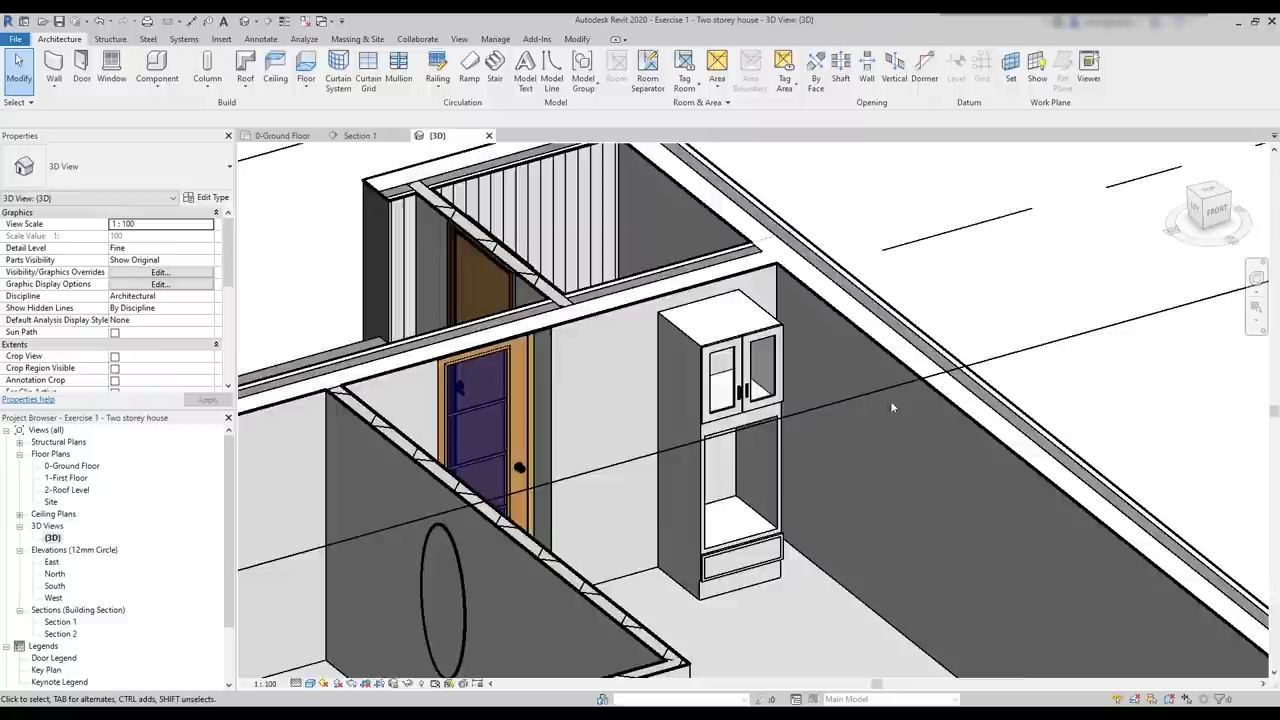 Autodesk Revit 2020 - Exercise 1 - Two storey house - 3D View: {3D}
File Architecture Structure Steel Systems Insert Annotate Analyze Massing & Site Collaborate View Manage Add-Ins Modify
Modify Wall Door Window Component Column Roof Ceiling Floor Curtain System Curtain Grid Mullion Railing Ramp Stair Model Text Model Line Model Group Room Room Separator Tag Room Area Area Boundary Tag Area By Face Shaft Wall Vertical Dormer Level Grid Set Show Ref Plane Viewer
Select Build Circulation Model Room & Area Opening Datum Work Plane
Properties
0-Ground Floor Section 1 {3D}
3D View
3D View: {3D} Edit Type
Graphics
View Scale 1 : 100
Scale Value 1: 100
Detail Level Fine
Parts Visibility Show Original
Visibility/Graphics Overrides Edit...
Graphic Display Options Edit...
Discipline Architectural
Show Hidden Lines By Discipline
Default Analysis Display Style None
Sun Path
Extents
Crop View
Crop Region Visible
Annotation Crop
Properties help Apply
Project Browser - Exercise 1 - Two storey house
Views (all)
Structural Plans
Floor Plans
0-Ground Floor
1-First Floor
2-Roof Level
Site
Ceiling Plans
3D Views
{3D}
Elevations (12mm Circle)
East
North
South
West
Sections (Building Section)
Section 1
Section 2
Legends
Door Legend
Key Plan
Keynote Legend
TOP
FRONT
1 : 100
Click to select, TAB for alternates, CTRL adds, SHIFT unselects.
:0 Main Model :0